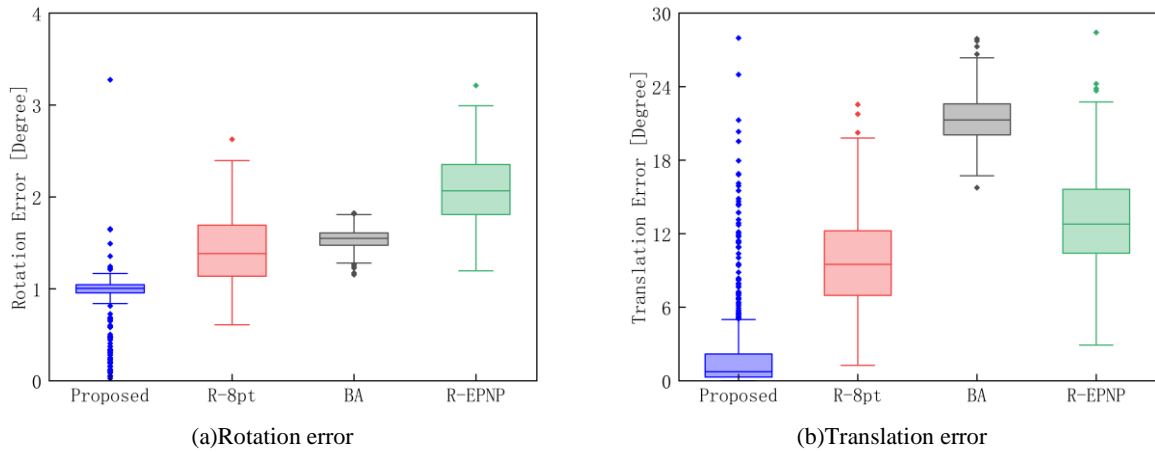 4
3
2
1
0
Rotation Error [Degree]
Proposed R-8pt BA R-EPNP
(a)Rotation error
30
24
18
12
6
0
Translation Error [Degree]
Proposed R-8pt BA R-EPNP
(b)Translation error